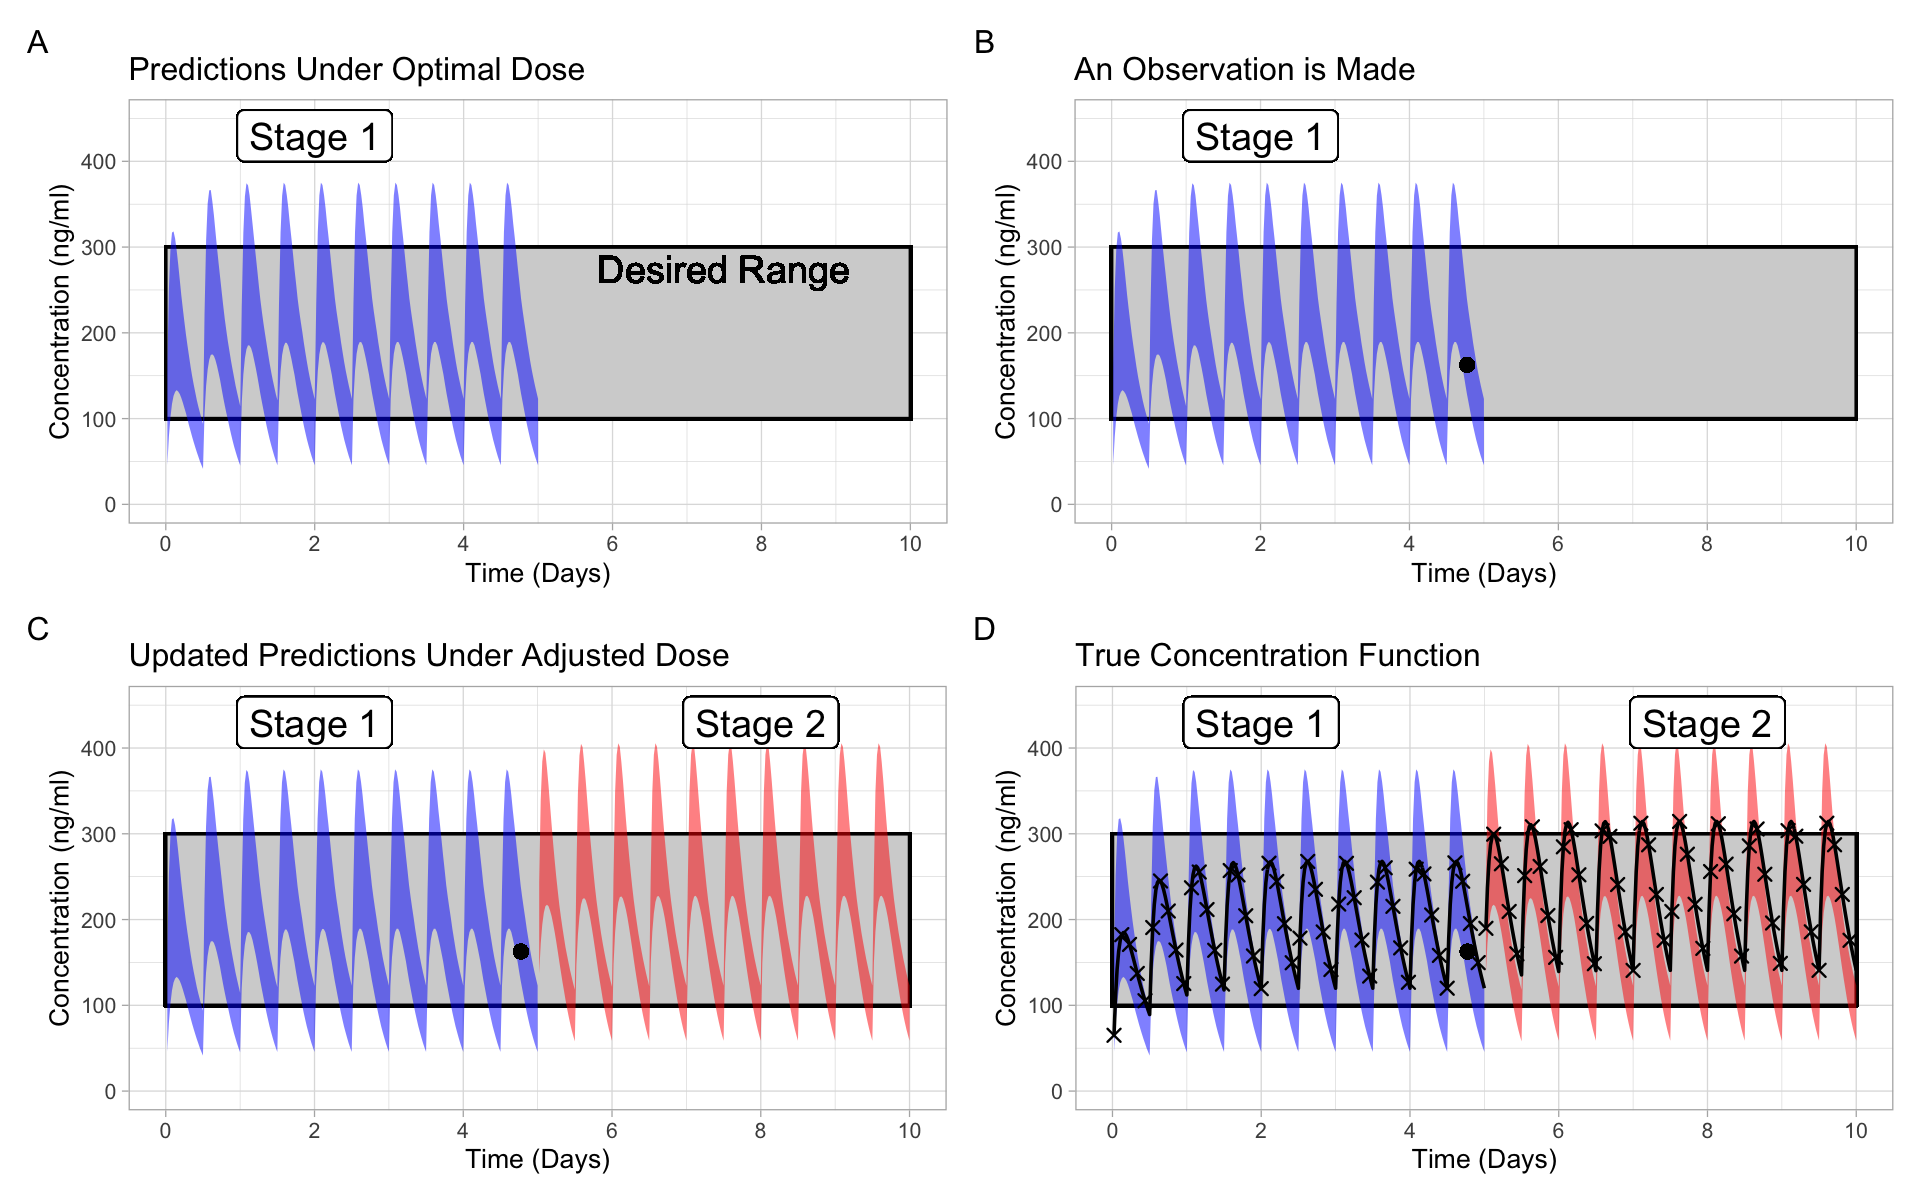 A
Predictions Under Optimal Dose
Stage 1
Desired Range
Concentration (ng/ml)
400
300
200
100
0
0 2 4 6 8 10
Time (Days)
B
An Observation is Made
Stage 1
Concentration (ng/ml)
400
300
200
100
0
0 2 4 6 8 10
Time (Days)
C
Updated Predictions Under Adjusted Dose
Stage 1 Stage 2
Concentration (ng/ml)
400
300
200
100
0
0 2 4 6 8 10
Time (Days)
D
True Concentration Function
Stage 1 Stage 2
Concentration (ng/ml)
400
300
200
100
0
0 2 4 6 8 10
Time (Days)